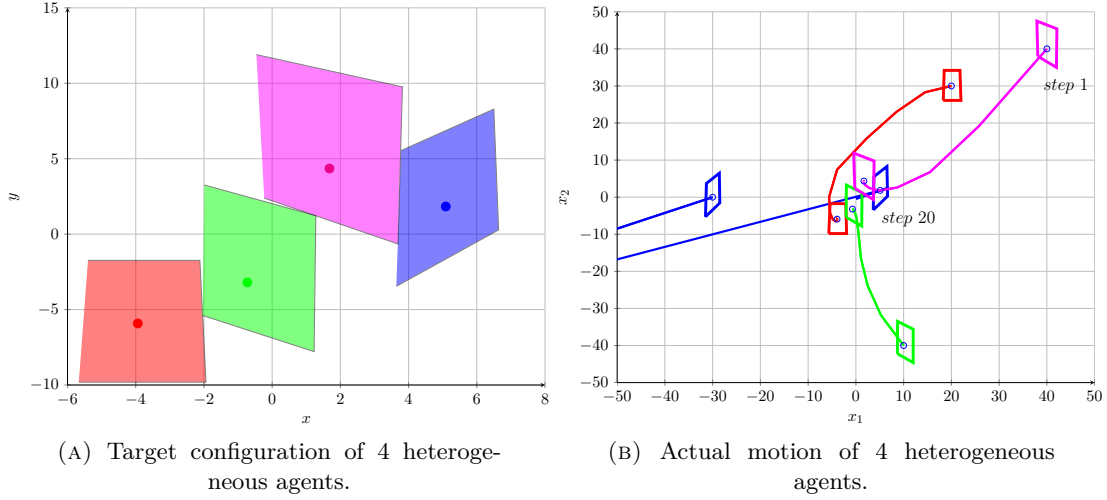 15
10
5
0
−5
−10
y
−6 −4 −2 0 2 4 6 8
x
(A) Target configuration of 4 heteroge-
neous agents.
50
40
30
20
10
0
−10
−20
−30
−40
−50
x2
step 1
step 20
−50 −40 −30 −20 −10 0 10 20 30 40 50
x1
(B) Actual motion of 4 heterogeneous
agents.